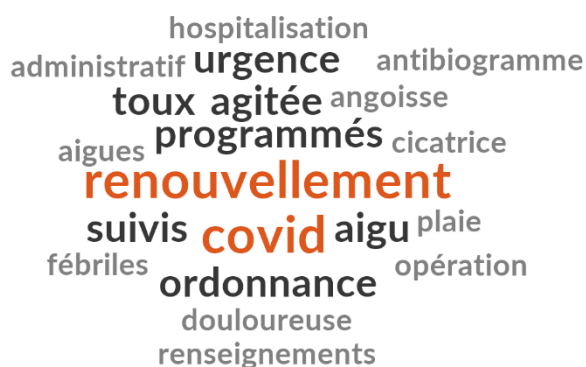 hospitalisation
administratif urgence antibiogramme
toux agitée angoisse
aigues programmés cicatrice
renouvellement
suivis covid aigu plaie
fébriles ordonnance opération
douloureuse
renseignements